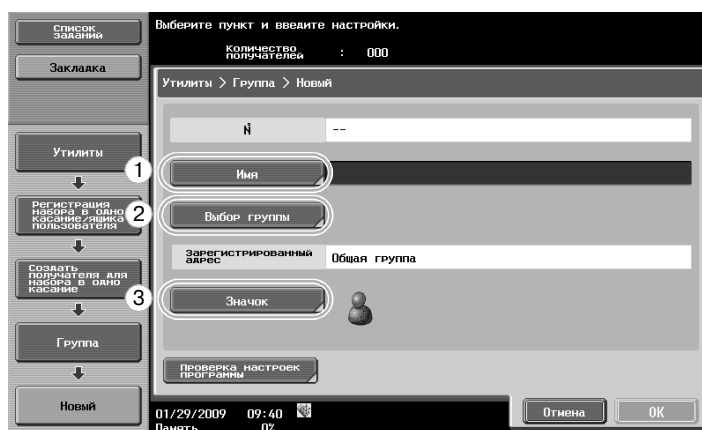 Список
заданий
Закладка
Утилиты
Регистрация
набора в одно
касание/ящика
пользователя
Создать
получателя для
набора в одно
касание
Группа
Новый
Выберите пункт и введите настройки.
Количество
получателей : 000
Утилиты > Группа > Новый
№ --
1 Имя
2 Выбор группы
Зарегистрированный
адрес
Общая группа
3 Значок
Проверка настроек
программы
01/29/2009 09:40
Память 0%
Отмена
OK